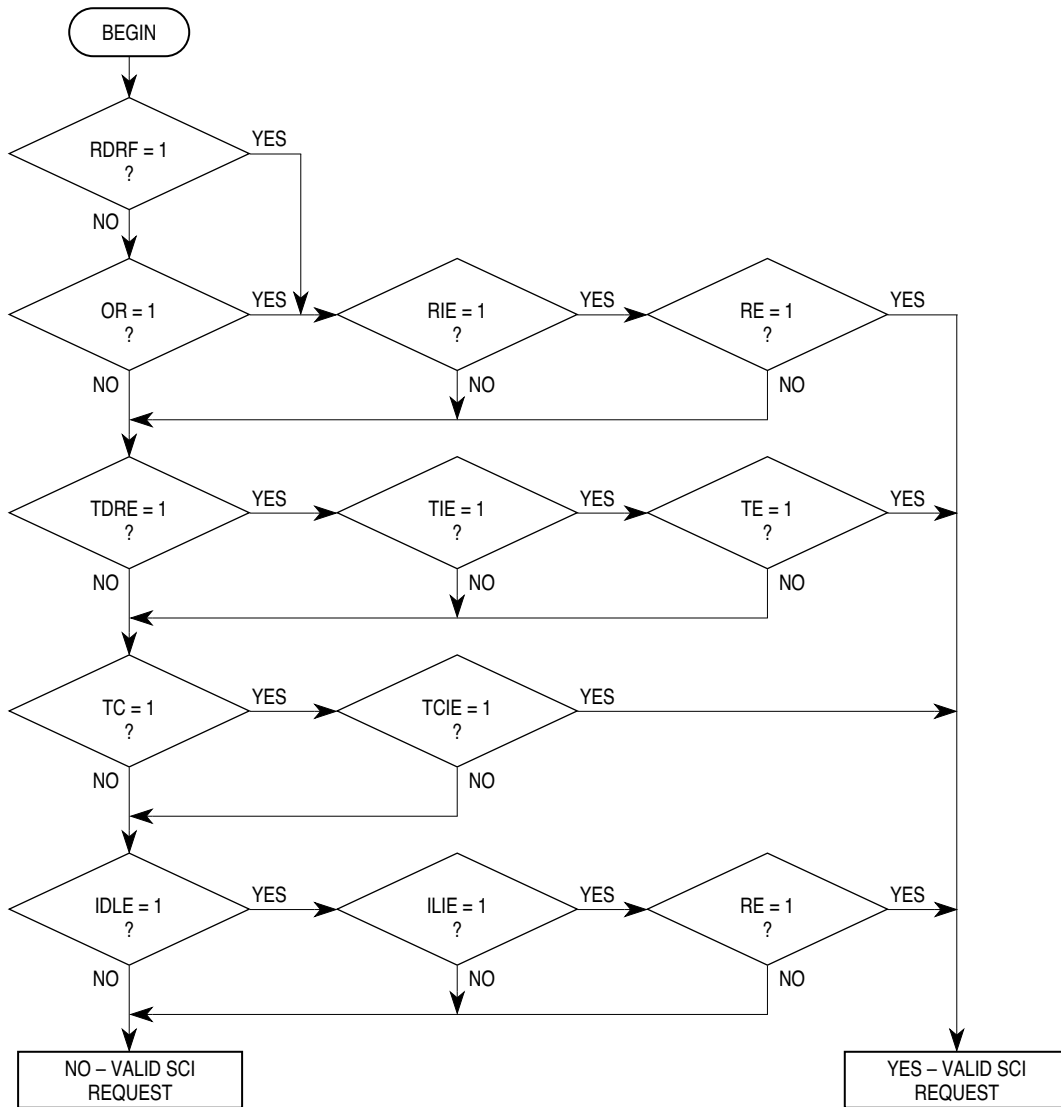 BEGIN
RDRF = 1
?
YES
NO
OR = 1
?
YES
NO
RIE = 1
?
YES
NO
RE = 1
?
YES
NO
TDRE = 1
?
YES
NO
TIE = 1
?
YES
NO
TE = 1
?
YES
NO
TC = 1
?
YES
NO
TCIE = 1
?
YES
NO
IDLE = 1
?
YES
NO
ILIE = 1
?
YES
NO
RE = 1
?
YES
NO
NO – VALID SCI
REQUEST
YES – VALID SCI
REQUEST